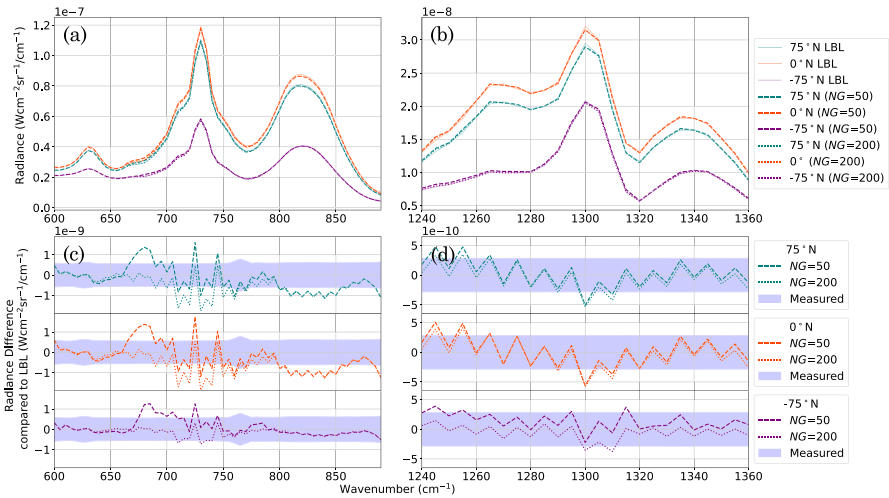 1e−7
(a)
1.2
1.0
0.8
0.6
0.4
0.2
0.0
Radiance (Wcm⁻²sr⁻¹/cm⁻¹)
600 650 700 750 800 850
1e−8
(b)
3.0
2.5
2.0
1.5
1.0
0.5
1240 1260 1280 1300 1320 1340 1360
75°N LBL
0°N LBL
-75°N LBL
75°N (NG=50)
0°N (NG=50)
-75°N (NG=50)
75°N (NG=200)
0° (NG=200)
-75°N (NG=200)
1e−9
(c)
1
0
−1
1
0
−1
1
0
−1
Radiance Difference
compared to LBL (Wcm⁻²sr⁻¹/cm⁻¹)
600 650 700 750 800 850
1e−10
(d)
5
0
−5
5
0
−5
5
0
−5
1240 1260 1280 1300 1320 1340 1360
Wavenumber (cm⁻¹)
75°N
NG=50
NG=200
Measured
0°N
NG=50
NG=200
Measured
-75°N
NG=50
NG=200
Measured